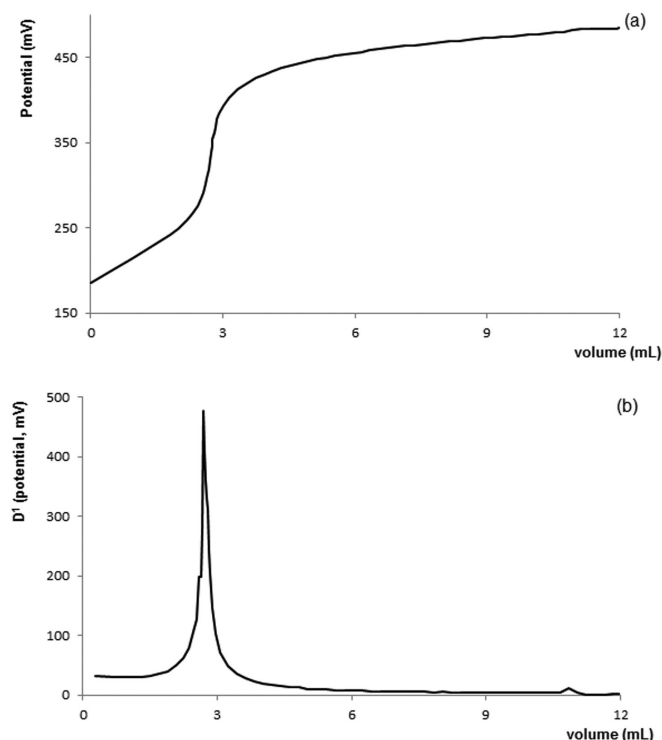 (a)
Potential (mV)
450
350
250
150
0 3 6 9 12
volume (mL)
(b)
D¹ (potential, mV)
500
400
300
200
100
0
0 3 6 9 12
volume (mL)